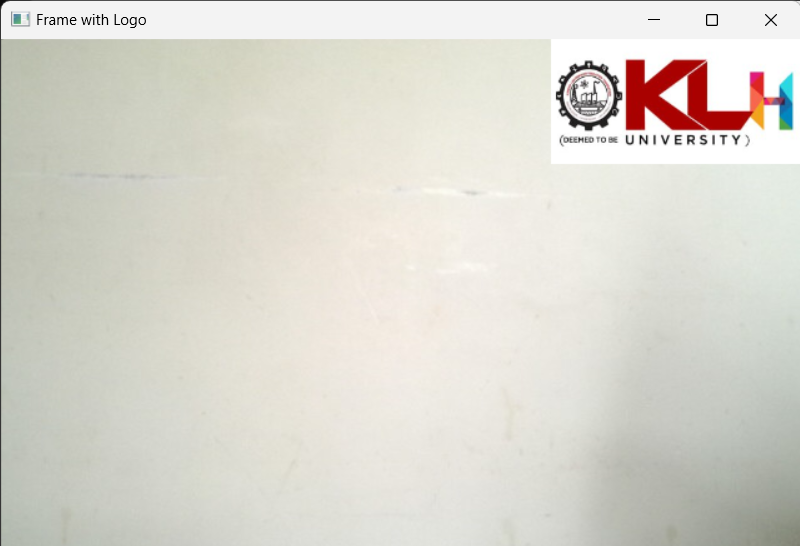 Frame with Logo
KLH
(DEEMED TO BE UNIVERSITY)